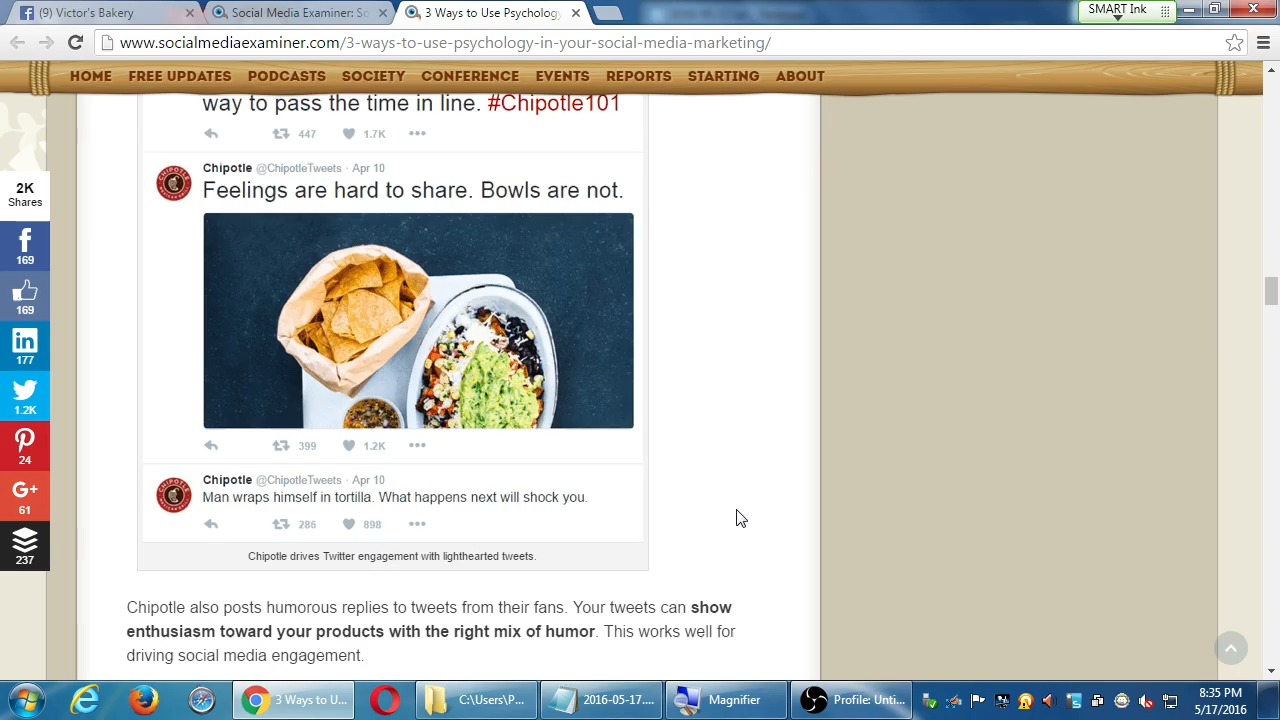 (9) Victor's Bakery
Social Media Examiner: So
3 Ways to Use Psychology
SMART Ink
www.socialmediaexaminer.com/3-ways-to-use-psychology-in-your-social-media-marketing/
HOME FREE UPDATES PODCASTS SOCIETY CONFERENCE EVENTS REPORTS STARTING ABOUT
way to pass the time in line. #Chipotle101
447 1.7K
Chipotle @ChipotleTweets · Apr 10
Feelings are hard to share. Bowls are not.
399 1.2K
Chipotle @ChipotleTweets · Apr 10
Man wraps himself in tortilla. What happens next will shock you.
286 898
Chipotle drives Twitter engagement with lighthearted tweets.
Chipotle also posts humorous replies to tweets from their fans. Your tweets can show
enthusiasm toward your products with the right mix of humor. This works well for
driving social media engagement.
2K
Shares
169
169
177
1.2K
24
G+
61
237
3 Ways to U...
C:\Users\P...
2016-05-17....
Magnifier
Profile: Unti...
8:35 PM
5/17/2016